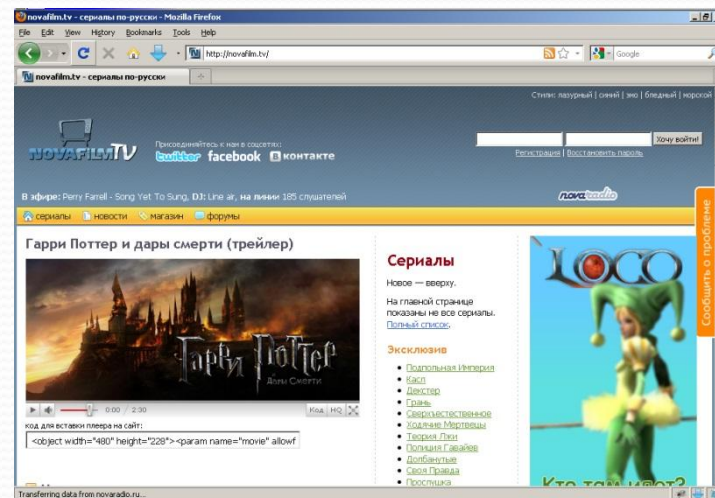 novafilm.tv - сериалы по-русски - Mozilla Firefox
File Edit View History Bookmarks Tools Help
http://novafilm.tv/
Google
novafilm.tv - сериалы по-русски
Стили: лазурный | синий | эко | бледный | морской
NOVAFILM TV
Присоединяйтесь к нам в соцсетях:
twitter facebook В контакте
Хочу войти!
Регистрация | Восстановить пароль
В эфире: Perry Farrell - Song Yet To Sung, DJ: Line air, на линии 185 слушателей
novaradio
сериалы новости магазин форумы
Сообщить о проблеме
Гарри Поттер и дары смерти (трейлер)
Гарри Поттер
и Дары Смерти
0:00 / 2:30 Код HQ
код для вставки плеера на сайт:
<object width="480" height="228"><param name="movie" allowf
Сериалы
Новое — вверху.
На главной странице
показаны не все сериалы.
Полный список.
Эксклюзив
Подпольная Империя
Касл
Декстер
Грань
Сверхъестественное
Ходячие Мертвецы
Теория Лжи
Полиция Гавайев
Долбанутые
Своя Правда
Прослушка
LOCO
Кто там идет?
Transferring data from novaradio.ru...